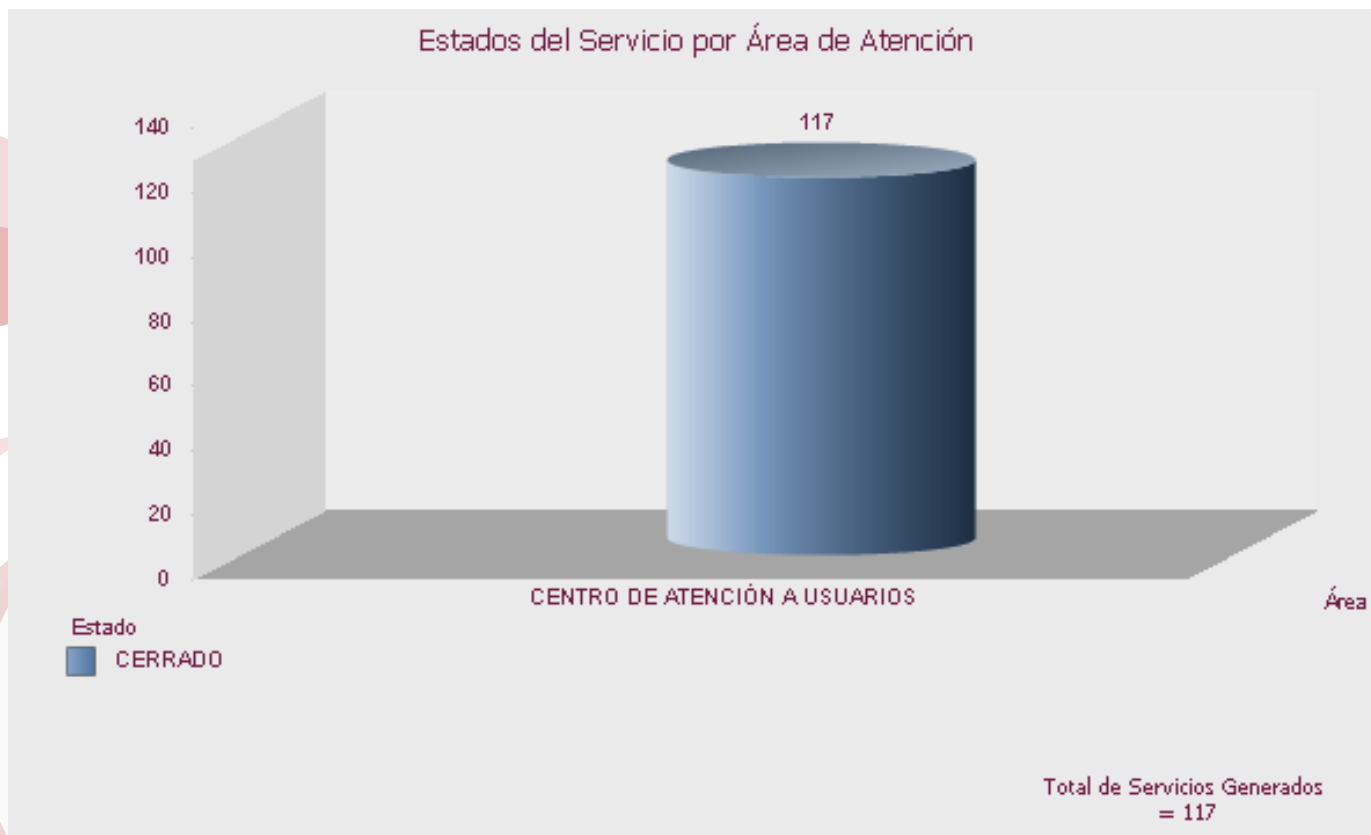 Estados del Servicio por Área de Atención
117
140
120
100
80
60
40
20
0
CENTRO DE ATENCIÓN A USUARIOS
Área
Estado
CERRADO
Total de Servicios Generados
= 117